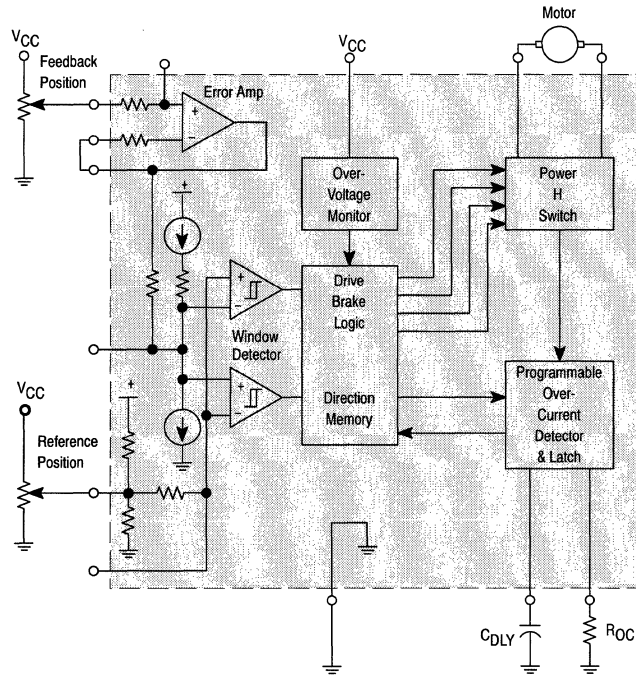 Motor
VCC
Feedback
Position
VCC
Error Amp
+
−
+
Over-
Voltage
Monitor
Power
H
Switch
+
−
Window
Detector
Drive
Brake
Logic
Direction
Memory
+
−
Programmable
Over-
Current
Detector
& Latch
VCC
+
Reference
Position
CDLY
ROC